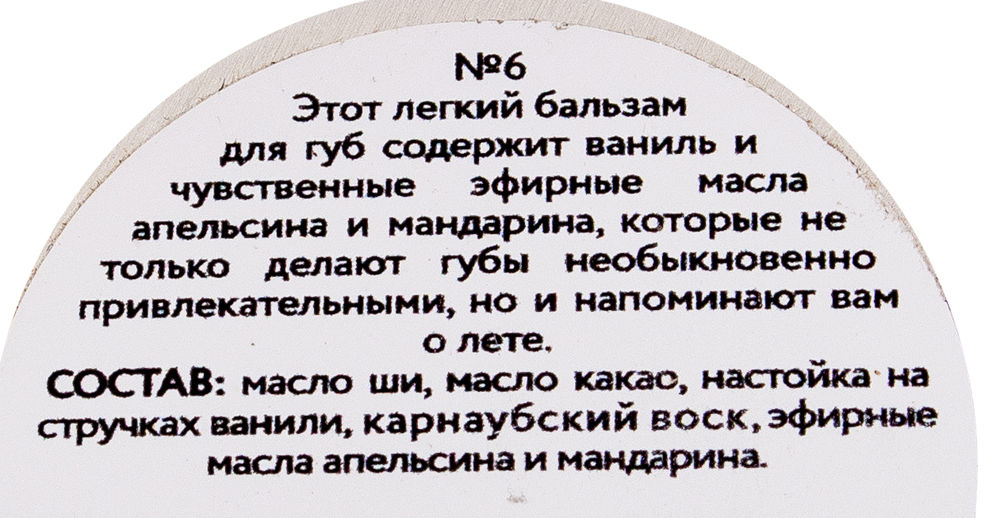 №6
Этот легкий бальзам
для губ содержит ваниль и
чувственные эфирные масла
апельсина и мандарина, которые не
только делают губы необыкновенно
привлекательными, но и напоминают вам
о лете.
СОСТАВ: масло ши, масло какао, настойка на
стручках ванили, карнаубский воск, эфирные
масла апельсина и мандарина.